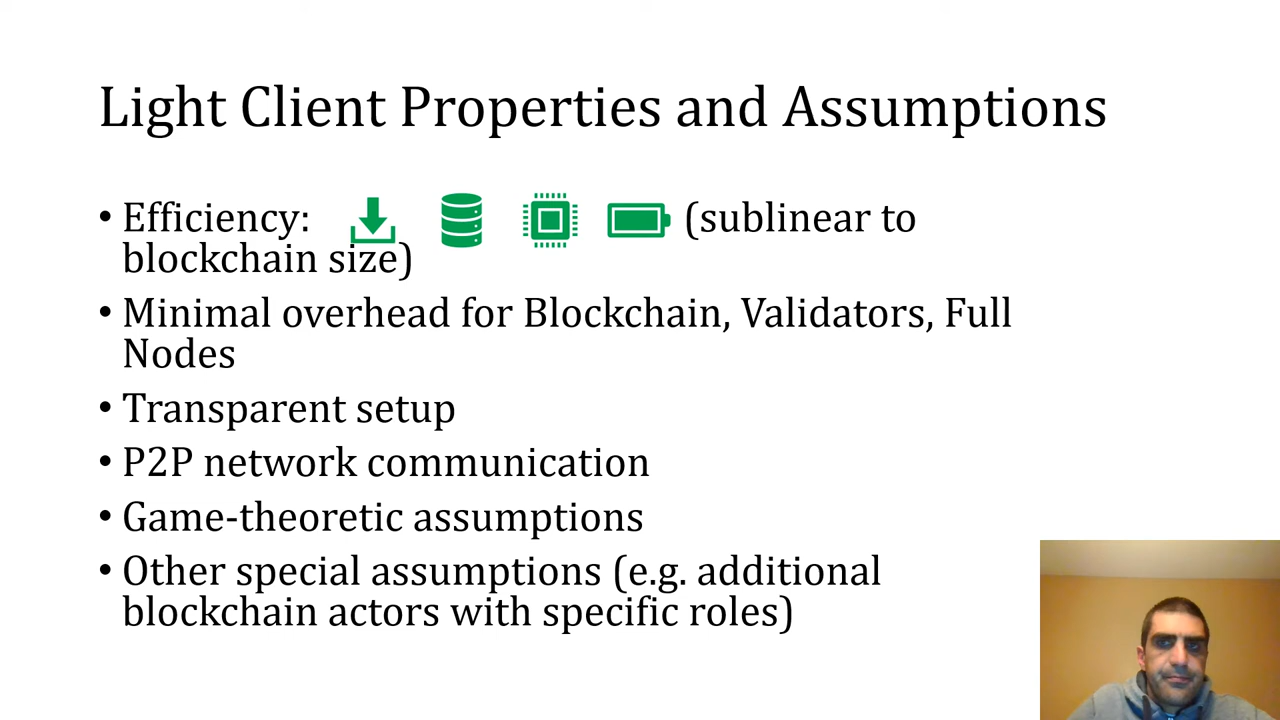 Light Client Properties and Assumptions
• Efficiency: (sublinear to
blockchain size)
• Minimal overhead for Blockchain, Validators, Full
Nodes
• Transparent setup
• P2P network communication
• Game-theoretic assumptions
• Other special assumptions (e.g. additional
blockchain actors with specific roles)